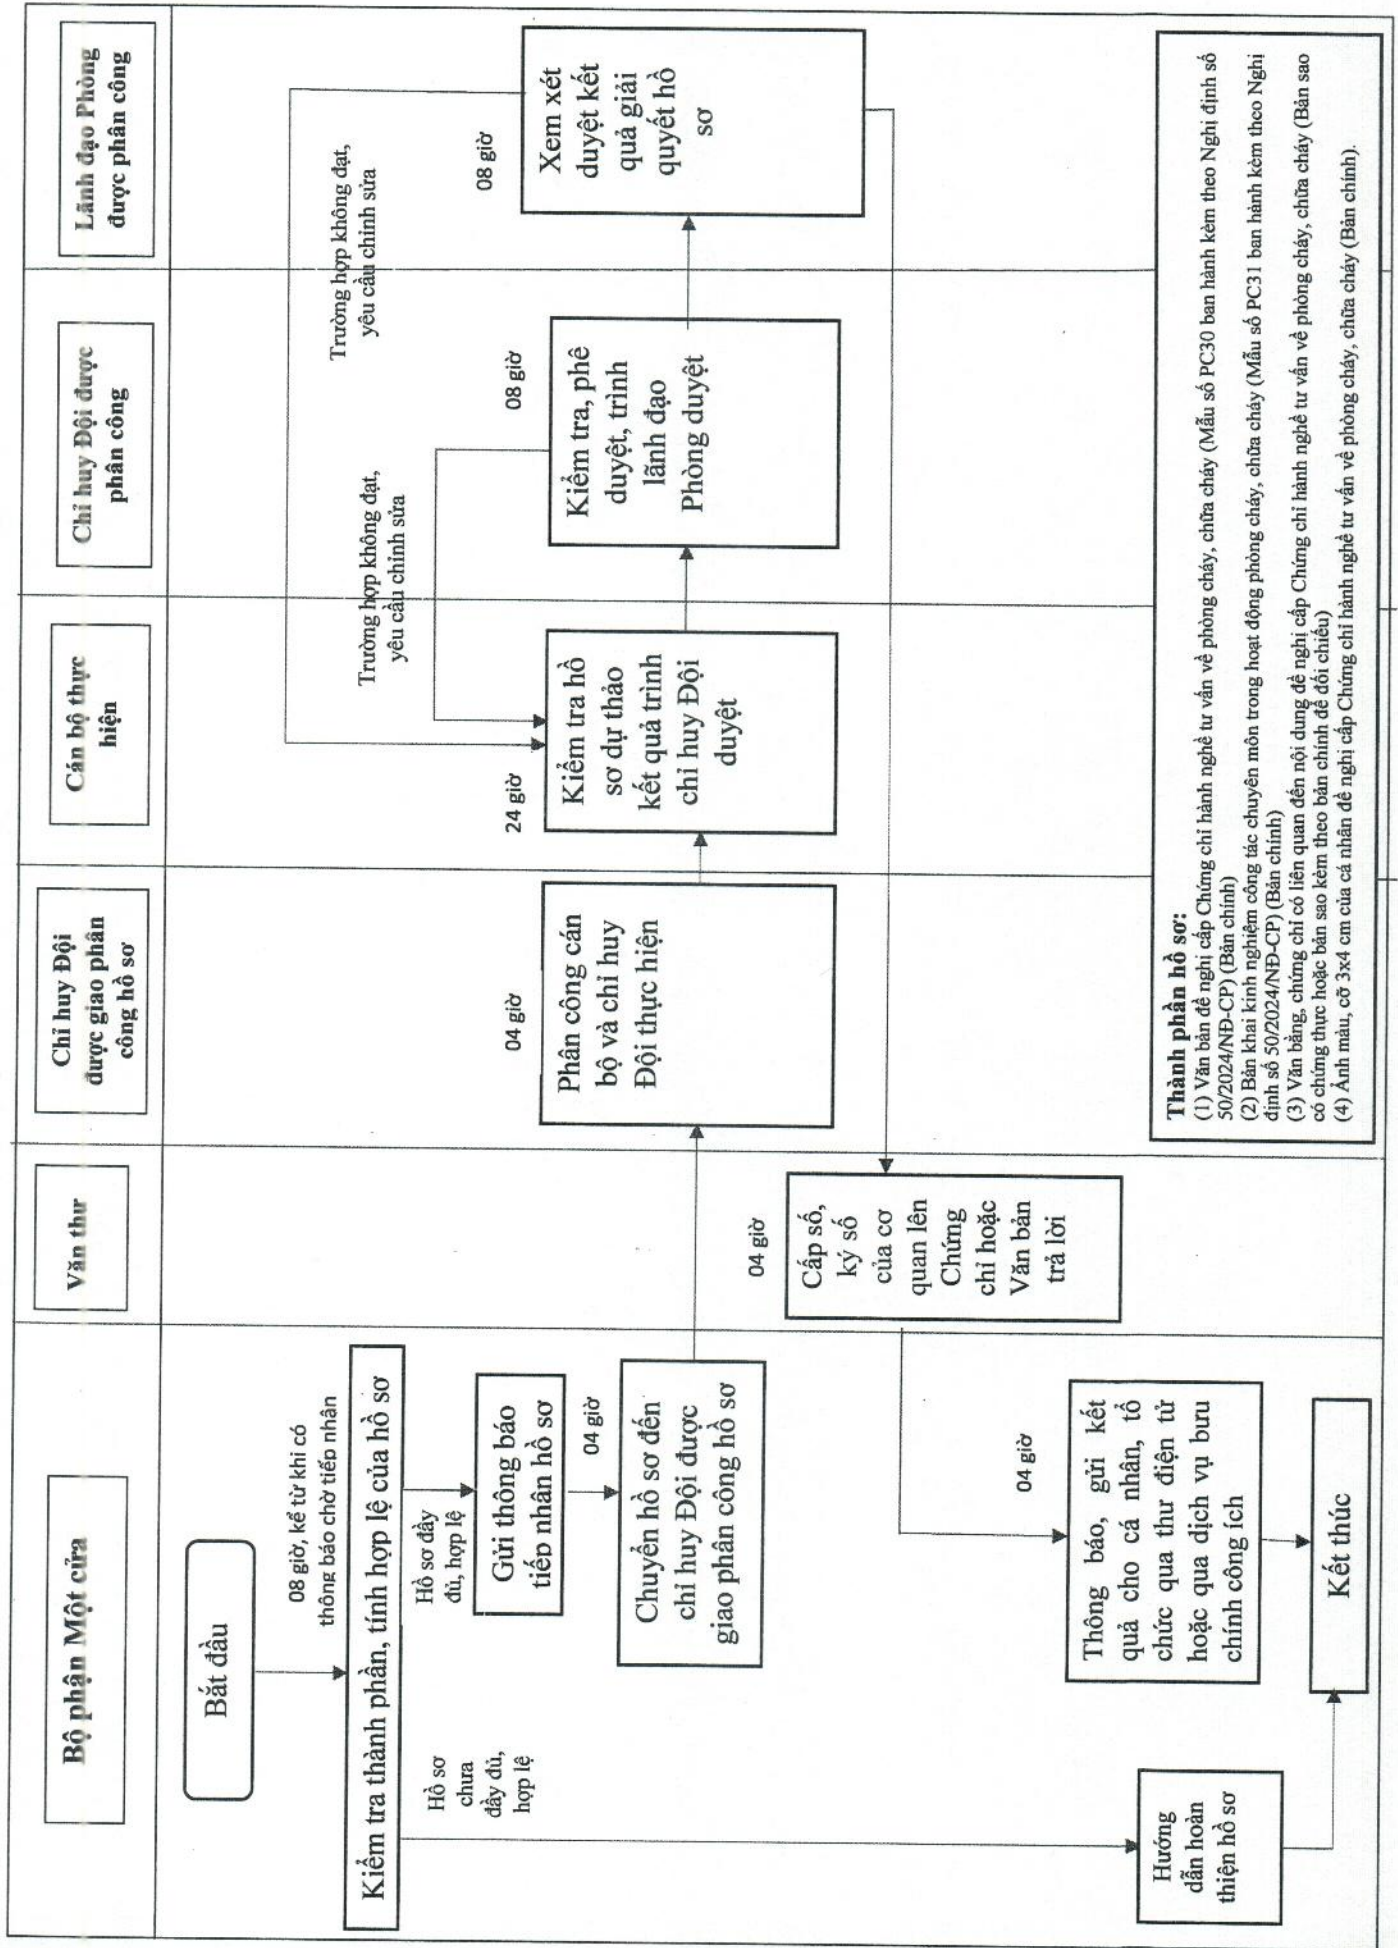 Bộ phận Một cửa
Văn thư
Chỉ huy Đội
được giao phân
công hồ sơ
Cán bộ thực
hiện
Chỉ huy Đội được
phân công
Lãnh đạo Phòng
được phân công
Bắt đầu
08 giờ, kể từ khi có
thông báo chờ tiếp nhận
Kiểm tra thành phần, tính hợp lệ của hồ sơ
Hồ sơ
chưa
đầy đủ,
hợp lệ
Hồ sơ đầy
đủ, hợp lệ
Gửi thông báo
tiếp nhận hồ sơ
04 giờ
Chuyển hồ sơ đến
chỉ huy Đội được
giao phân công hồ sơ
04 giờ
Phân công cán
bộ và chỉ huy
Đội thực hiện
24 giờ
Kiểm tra hồ
sơ dự thảo
kết quả trình
chỉ huy Đội
duyệt
Trường hợp không đạt,
yêu cầu chỉnh sửa
08 giờ
Kiểm tra, phê
duyệt, trình
lãnh đạo
Phòng duyệt
Trường hợp không đạt,
yêu cầu chỉnh sửa
08 giờ
Xem xét
duyệt kết
quả giải
quyết hồ
sơ
04 giờ
Cấp số,
ký số
của cơ
quan lên
Chứng
chỉ hoặc
Văn bản
trả lời
04 giờ
Thông báo, gửi kết
quả cho cá nhân, tổ
chức qua thư điện tử
hoặc qua dịch vụ bưu
chính công ích
Hướng
dẫn hoàn
thiện hồ sơ
Kết thúc
Thành phần hồ sơ:
(1) Văn bản đề nghị cấp Chứng chỉ hành nghề tư vấn về phòng cháy, chữa cháy (Mẫu số PC30 ban hành kèm theo Nghị định số
50/2024/NĐ-CP) (Bản chính)
(2) Bản khai kinh nghiệm công tác chuyên môn trong hoạt động phòng cháy, chữa cháy (Mẫu số PC31 ban hành kèm theo Nghị
định số 50/2024/NĐ-CP) (Bản chính)
(3) Văn bằng, chứng chỉ có liên quan đến nội dung đề nghị cấp Chứng chỉ hành nghề tư vấn về phòng cháy, chữa cháy (Bản sao
có chứng thực hoặc bản sao kèm theo bản chính để đối chiếu)
(4) Ảnh màu, cỡ 3x4 cm của cá nhân đề nghị cấp Chứng chỉ hành nghề tư vấn về phòng cháy, chữa cháy (Bản chính).